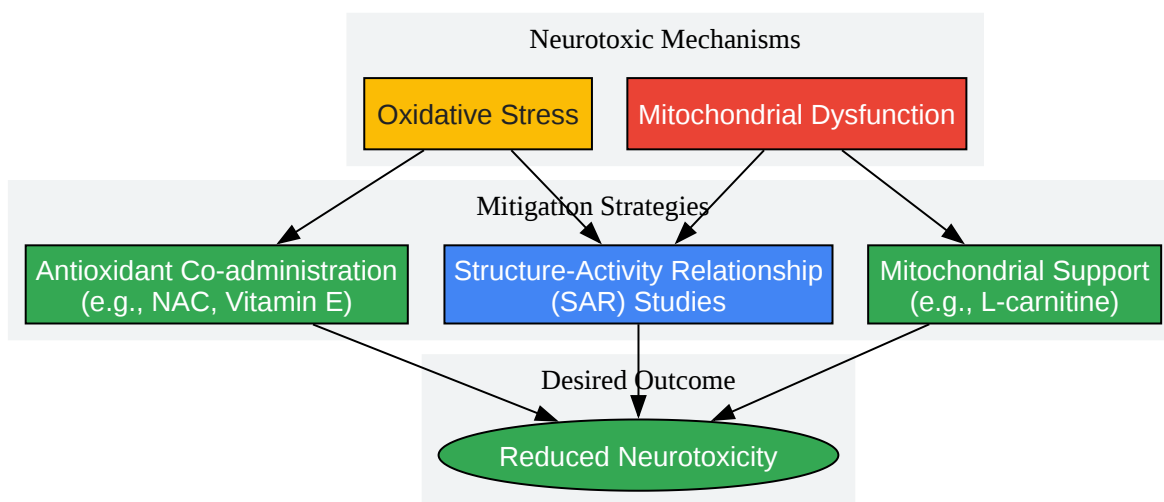 Neurotoxic Mechanisms
Oxidative Stress
Mitochondrial Dysfunction
Mitigation Strategies
Antioxidant Co-administration
(e.g., NAC, Vitamin E)
Structure-Activity Relationship
(SAR) Studies
Mitochondrial Support
(e.g., L-carnitine)
Desired Outcome
Reduced Neurotoxicity